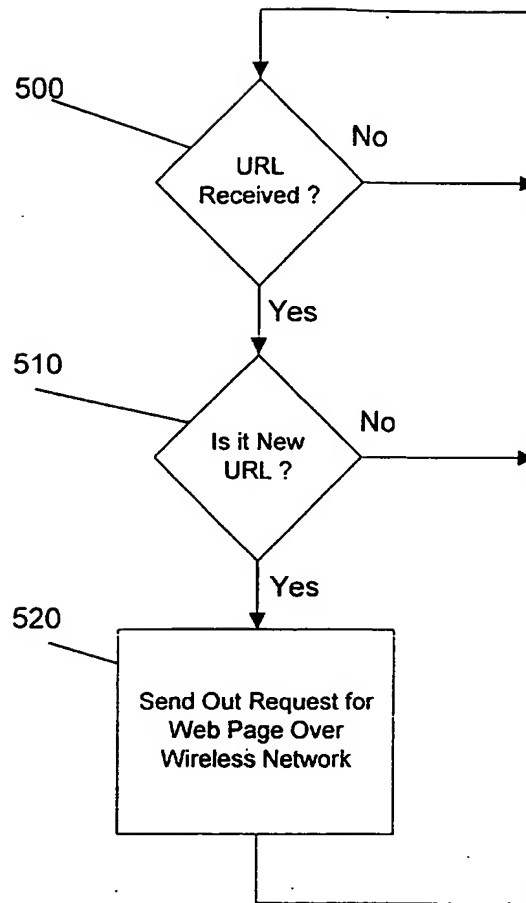 500
URL
Received ?
No
Yes
510
Is it New
URL ?
No
Yes
520
Send Out Request for
Web Page Over
Wireless Network